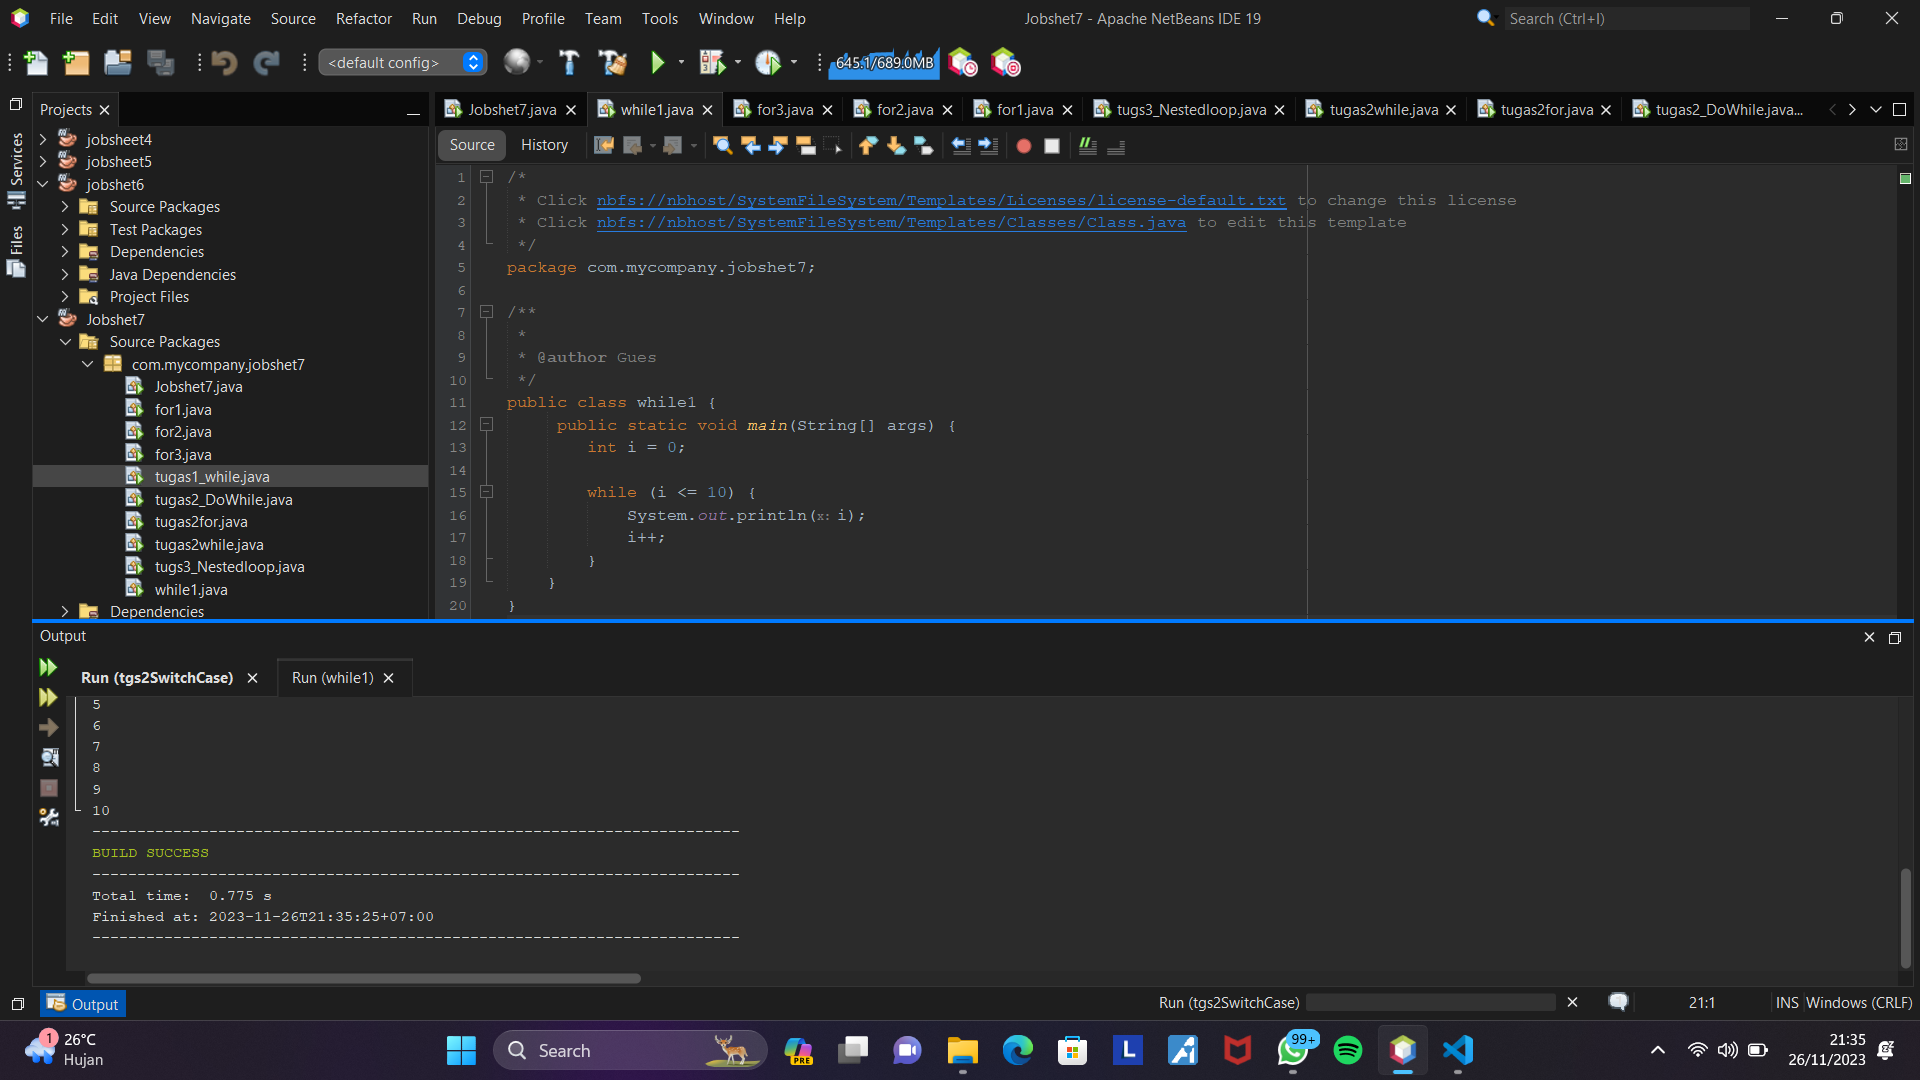 File Edit View Navigate Source Refactor Run Debug Profile Team Tools Window Help
Jobshet7 - Apache NetBeans IDE 19
Search (Ctrl+I)
<default config>
645.1/689.0MB
Projects
Services
Files
jobsheet4
jobsheet5
jobshet6
Source Packages
Test Packages
Dependencies
Java Dependencies
Project Files
Jobshet7
Source Packages
com.mycompany.jobshet7
Jobshet7.java
for1.java
for2.java
for3.java
tugas1_while.java
tugas2_DoWhile.java
tugas2for.java
tugas2while.java
tugs3_Nestedloop.java
while1.java
Dependencies
Jobshet7.java while1.java for3.java for2.java for1.java tugs3_Nestedloop.java tugas2while.java tugas2for.java tugas2_DoWhile.java...
Source History
1 /*
2 * Click nbfs://nbhost/SystemFileSystem/Templates/Licenses/license-default.txt to change this license
3 * Click nbfs://nbhost/SystemFileSystem/Templates/Classes/Class.java to edit this template
4 */
5 package com.mycompany.jobshet7;
6
7 /**
8 *
9 * @author Gues
10 */
11 public class while1 {
12 public static void main(String[] args) {
13 int i = 0;
14
15 while (i <= 10) {
16 System.out.println(x: i);
17 i++;
18 }
19 }
20 }
Output
Run (tgs2SwitchCase) Run (while1)
5
6
7
8
9
10
------------------------------------------------------------------------
BUILD SUCCESS
------------------------------------------------------------------------
Total time: 0.775 s
Finished at: 2023-11-26T21:35:25+07:00
------------------------------------------------------------------------
Output
Run (tgs2SwitchCase)
21:1
INS Windows (CRLF)
1
26°C
Hujan
Search
PRE
L
99+
21:35
26/11/2023